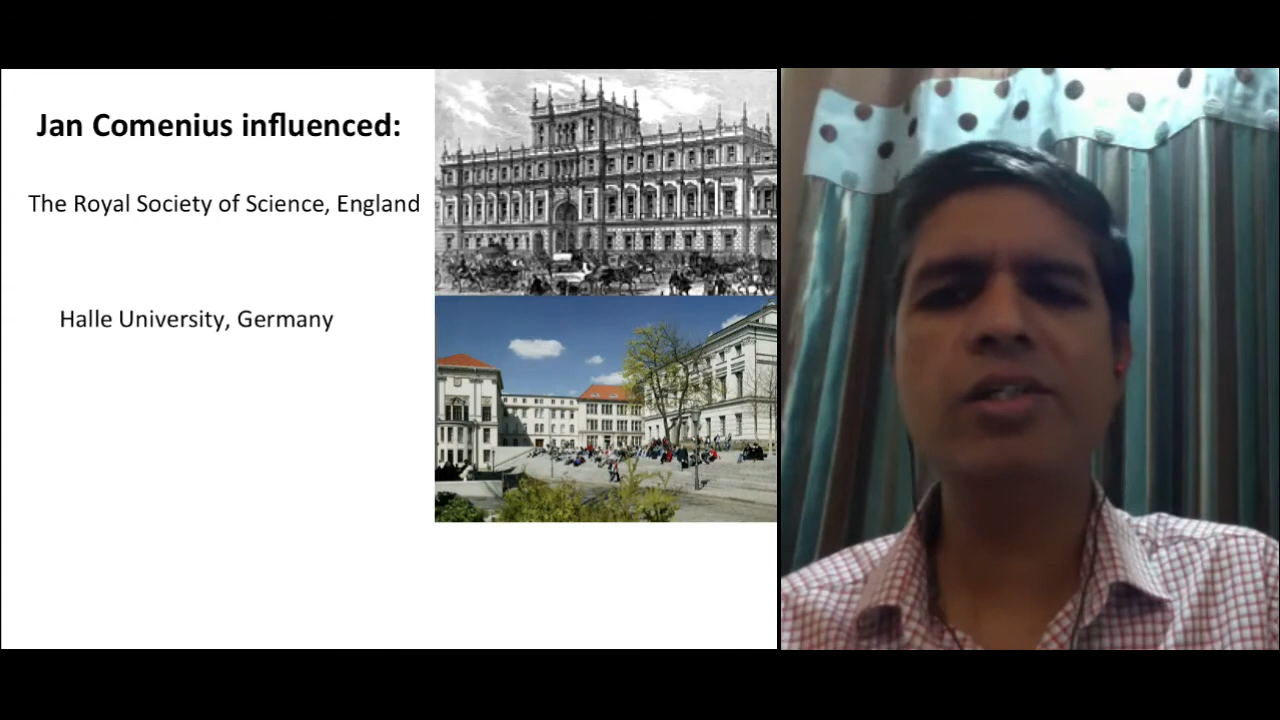 Jan Comenius influenced:
The Royal Society of Science, England
Halle University, Germany